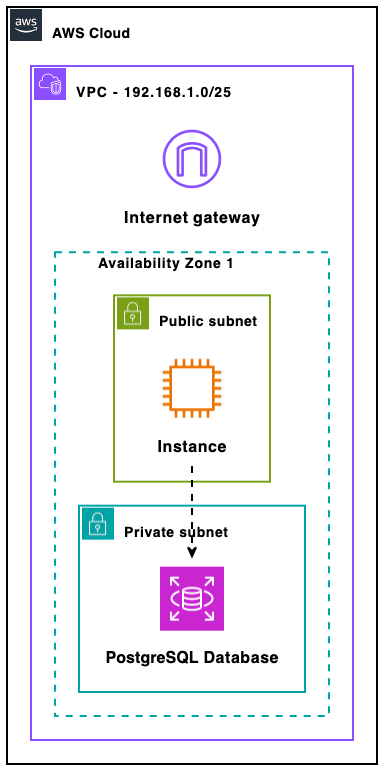 aws
AWS Cloud
VPC - 192.168.1.0/25
Internet gateway
Availability Zone 1
Public subnet
Instance
Private subnet
PostgreSQL Database